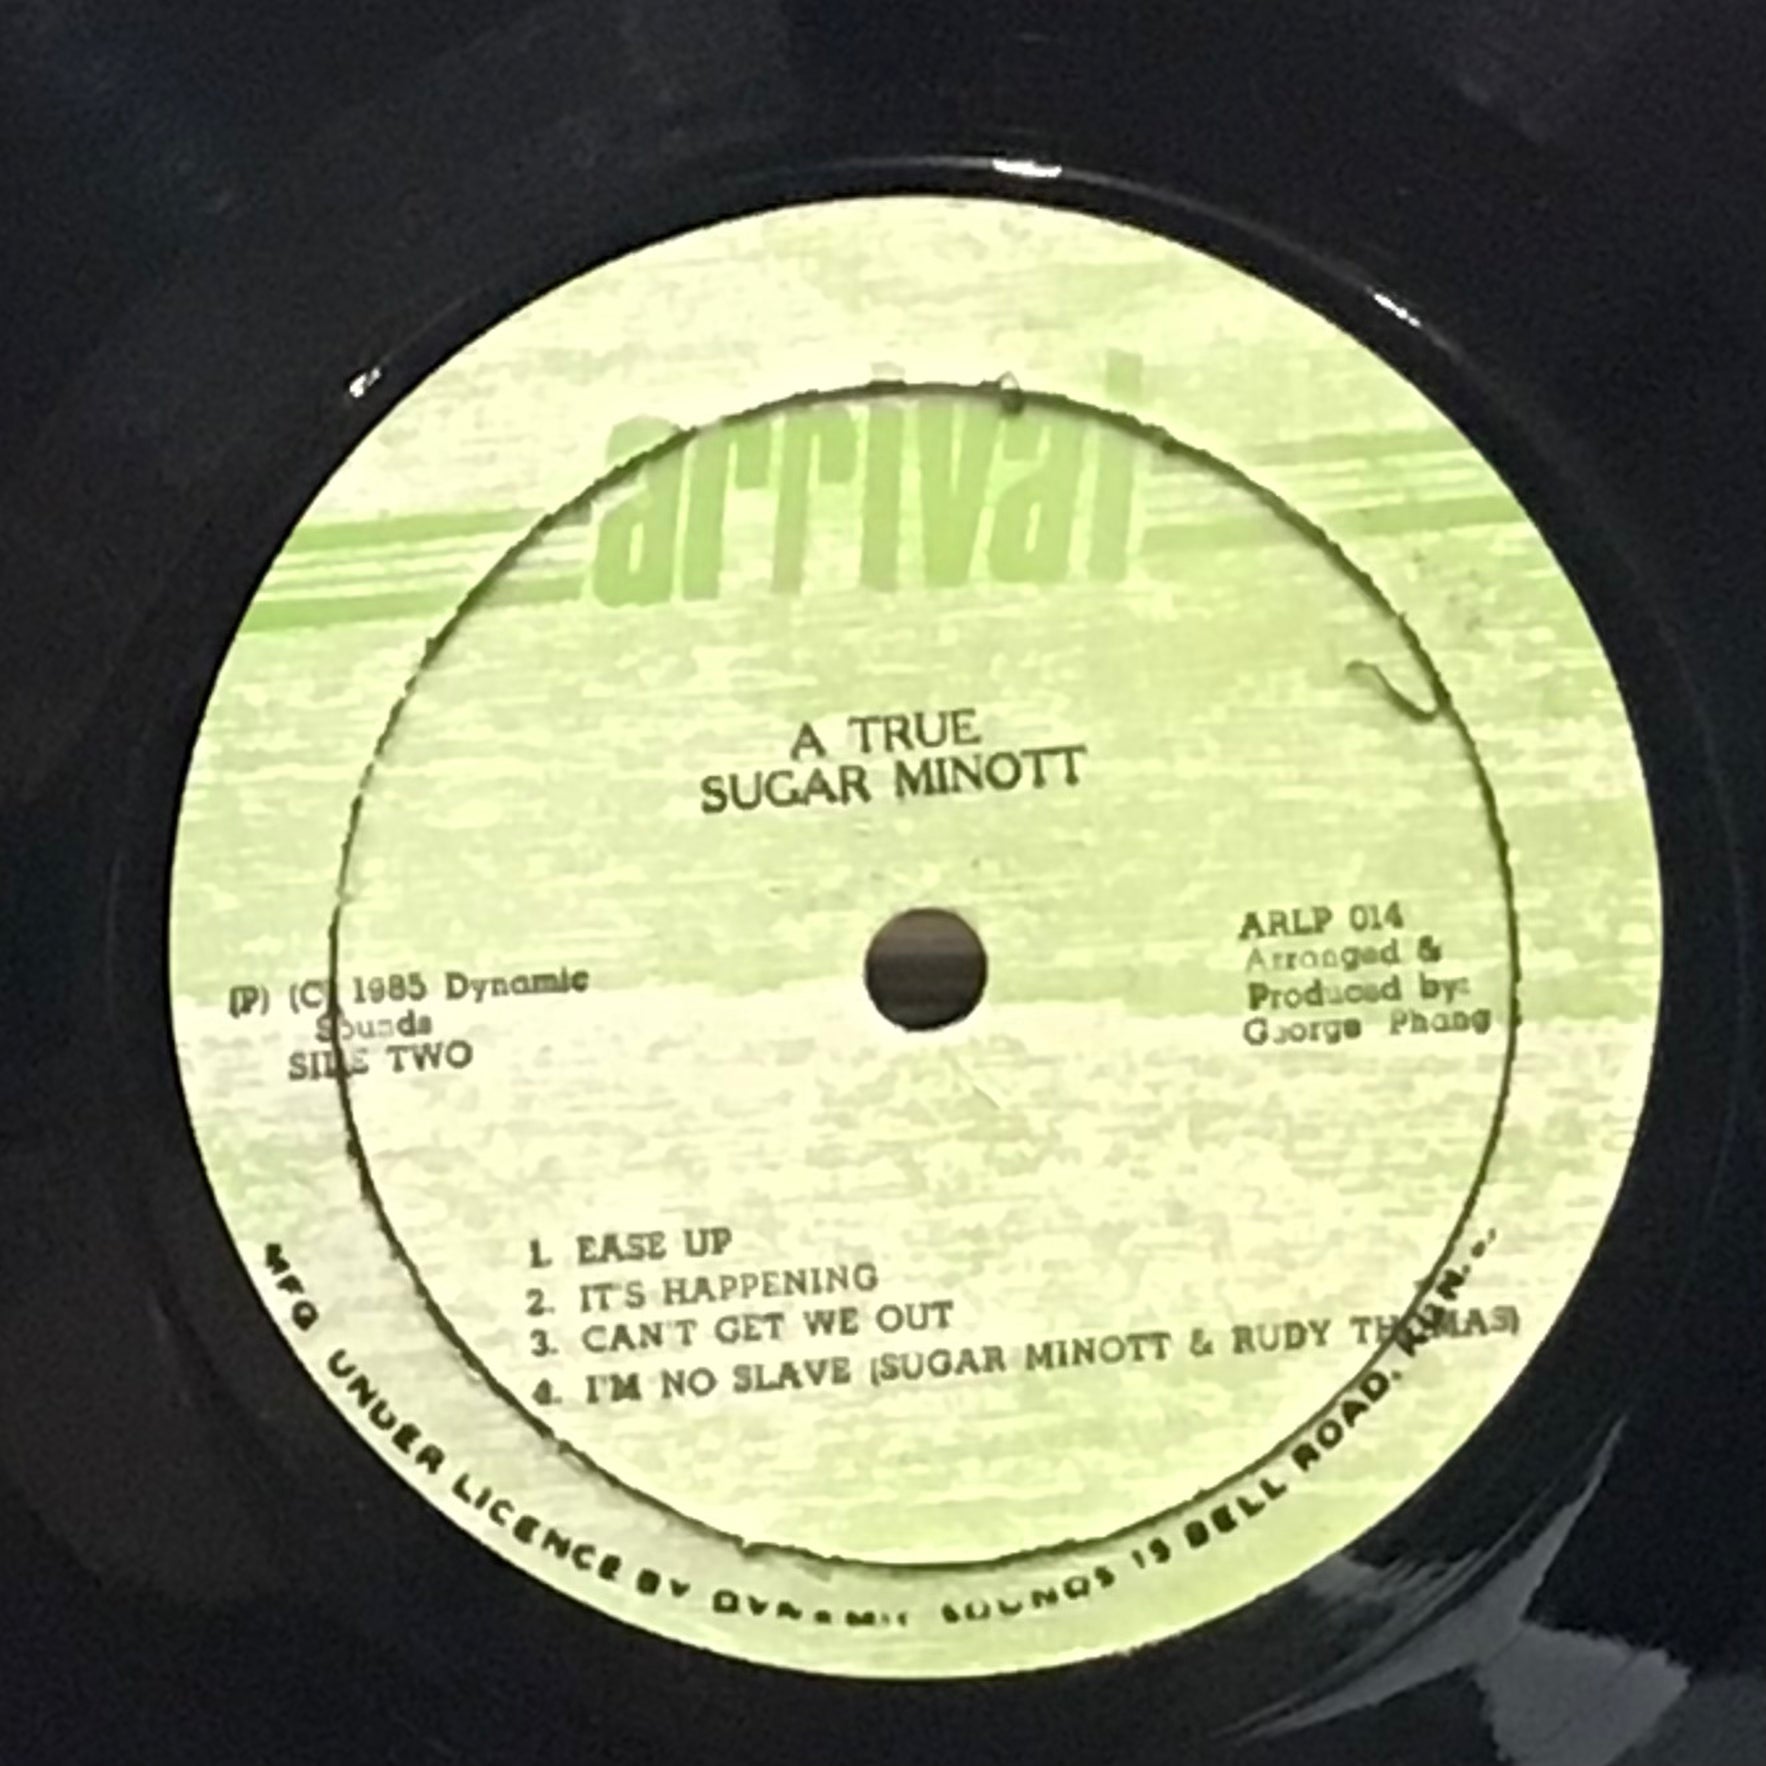 arrival
A TRUE
SUGAR MINOTT
ARLP 014
Arranged &
Produced by:
George Phang
(P) (C) 1985 Dynamic
Sounds
SIDE TWO
1. EASE UP
2. IT'S HAPPENING
3. CAN'T GET WE OUT
4. I'M NO SLAVE (SUGAR MINOTT & RUDY THOMAS)
MFG UNDER LICENCE BY DYNAMIC SOUNDS 15 BELL ROAD, KGN.